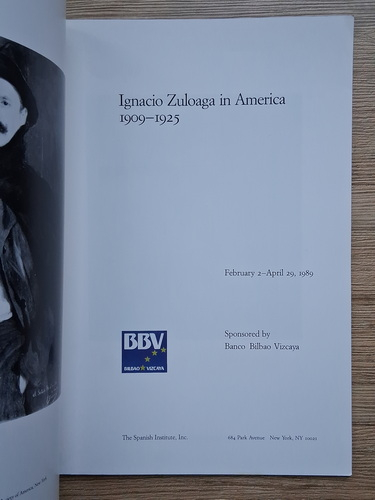 Ignacio Zuloaga in America
1909–1925
February 2–April 29, 1989
BBV
BILBAO VIZCAYA
Sponsored by
Banco Bilbao Vizcaya
The Spanish Institute, Inc.
684 Park Avenue New York, NY 10021